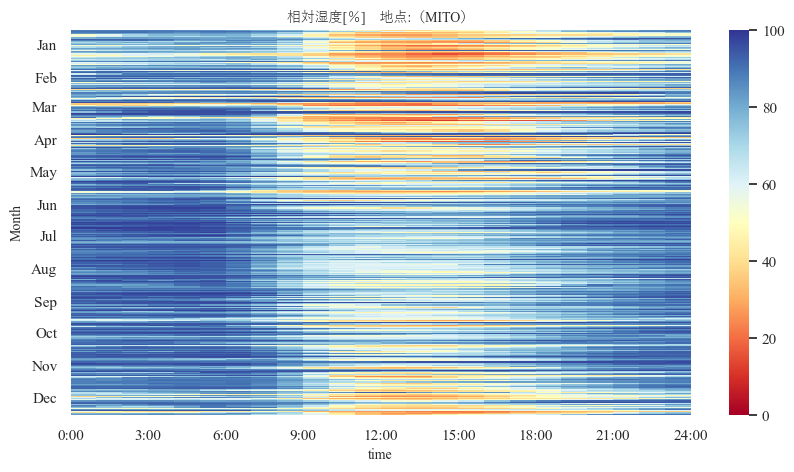 相対湿度[%]　地点:（MITO）
Month
Jan
Feb
Mar
Apr
May
Jun
Jul
Aug
Sep
Oct
Nov
Dec
0:00 3:00 6:00 9:00 12:00 15:00 18:00 21:00 24:00
time
100
80
60
40
20
0